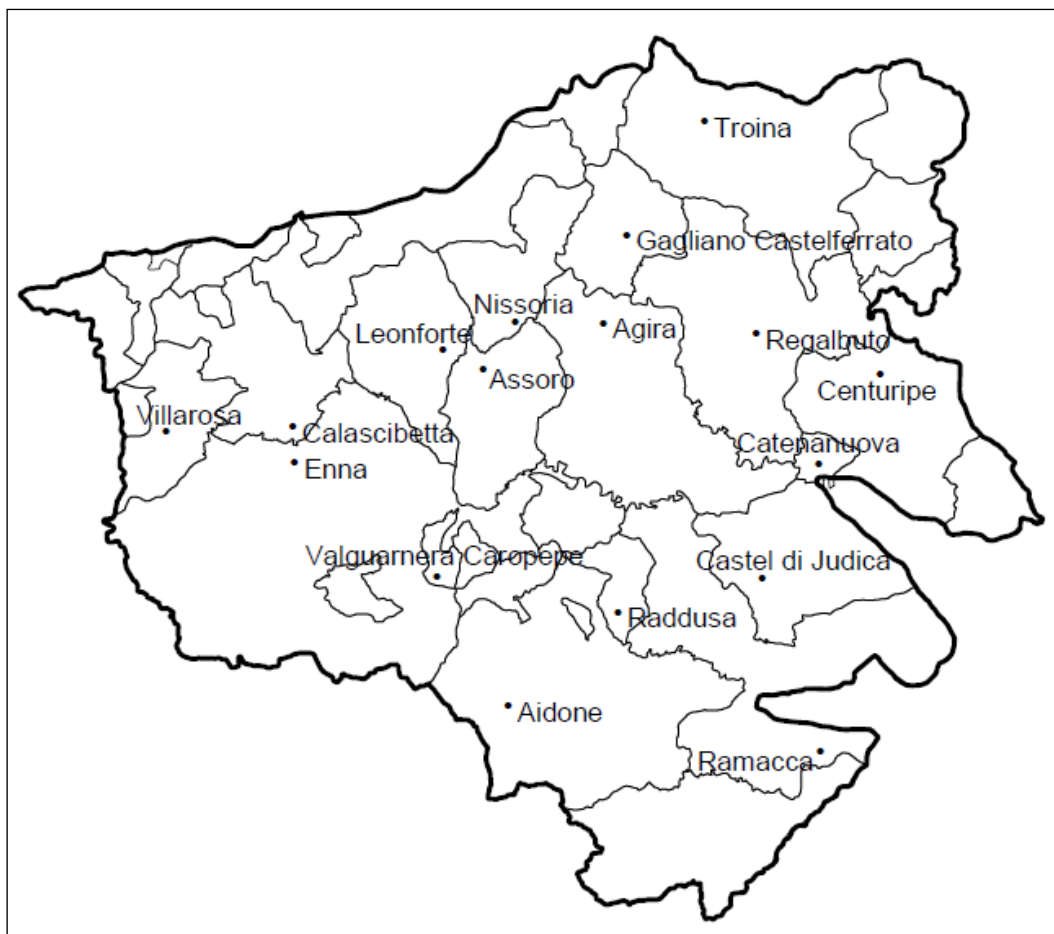 Troina
Gagliano Castelferrato
Nissoria
Agira
Leonforte
Regalbuto
Assoro
Centuripe
Villarosa
Calascibetta
Catenanuova
Enna
Valguarnera Caropepe
Castel di Judica
Raddusa
Aidone
Ramacca